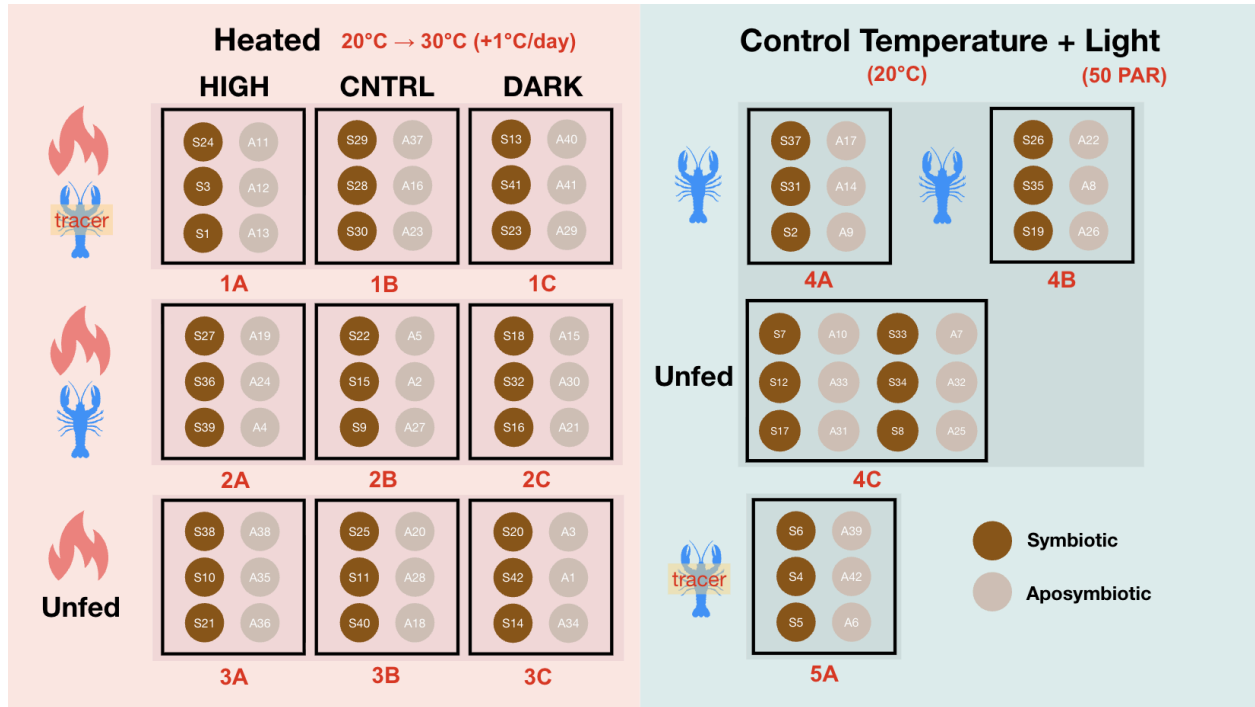 Heated 20°C → 30°C (+1°C/day)
HIGH CNTRL DARK
tracer
S24 A11
S3 A12
S1 A13
1A
S29 A37
S28 A16
S30 A23
1B
S13 A40
S41 A41
S23 A29
1C
S27 A19
S36 A24
S39 A4
2A
S22 A5
S15 A2
S9 A27
2B
S18 A15
S32 A30
S16 A21
2C
Unfed
S38 A38
S10 A35
S21 A36
3A
S25 A20
S11 A28
S40 A18
3B
S20 A3
S42 A1
S14 A34
3C
Control Temperature + Light
(20°C) (50 PAR)
S37 A17
S31 A14
S2 A9
4A
S26 A22
S35 A8
S19 A26
4B
Unfed
S7 A10 S33 A7
S12 A33 S34 A32
S17 A31 S8 A25
4C
tracer
S6 A39
S4 A42
S5 A6
5A
Symbiotic
Aposymbiotic